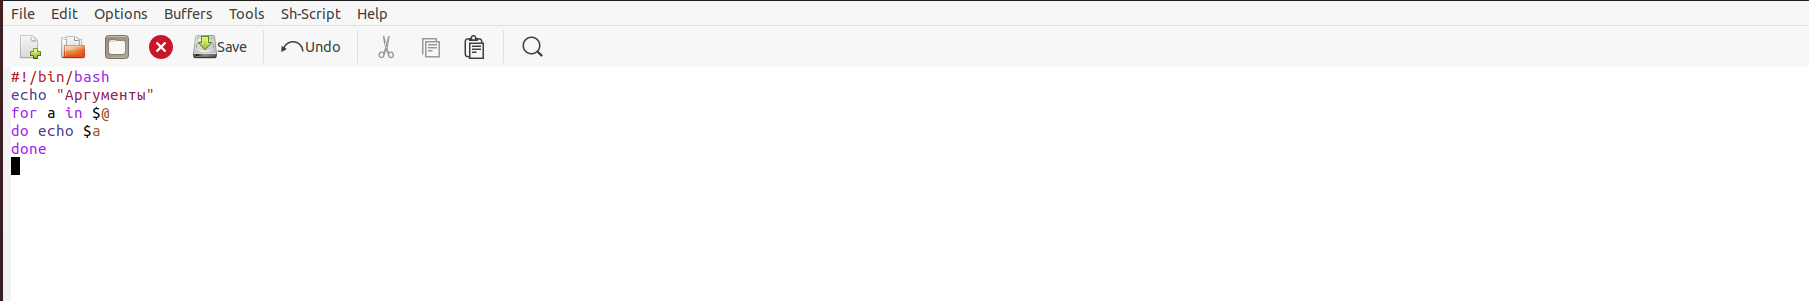 File Edit Options Buffers Tools Sh-Script Help
Save Undo
#!/bin/bash
echo "Аргументы"
for a in $@
do echo $a
done